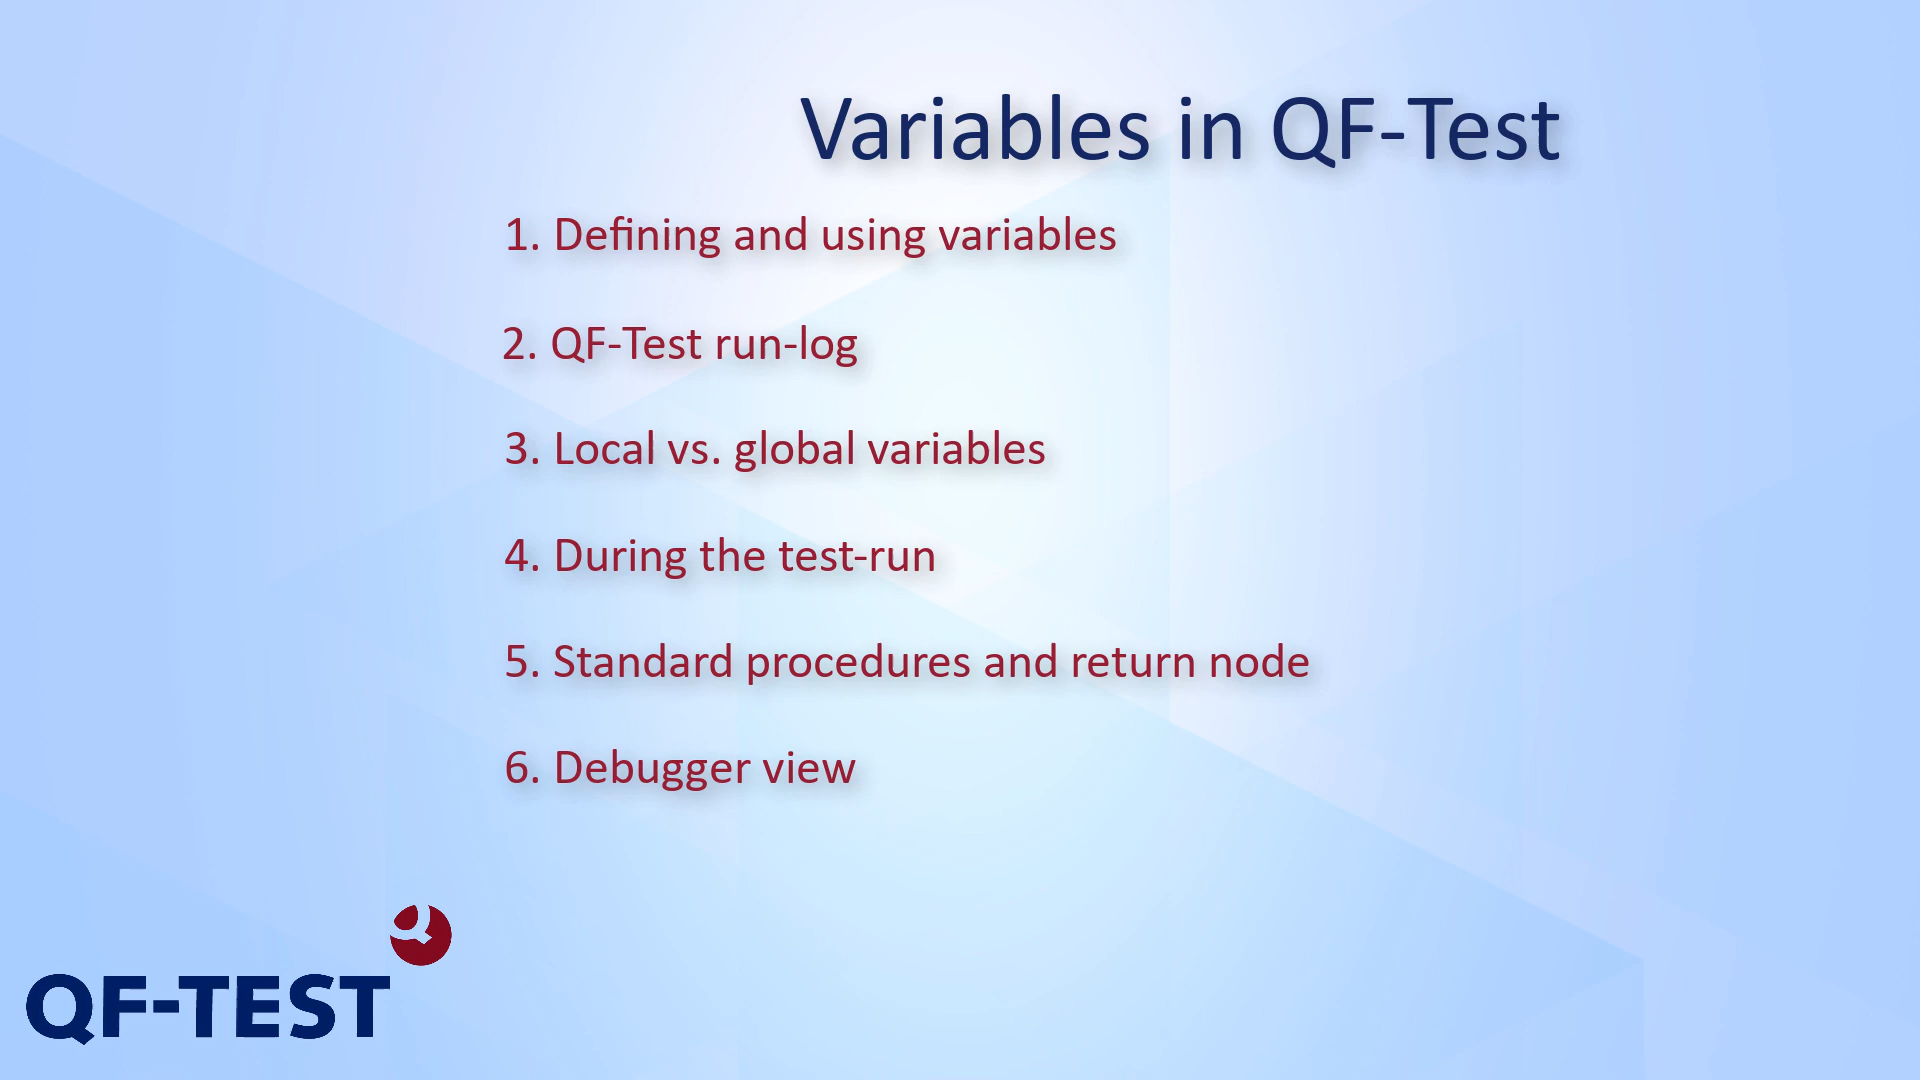 Variables in QF-Test
1. Defining and using variables
2. QF-Test run-log
3. Local vs. global variables
4. During the test-run
5. Standard procedures and return node
6. Debugger view
QF-TEST